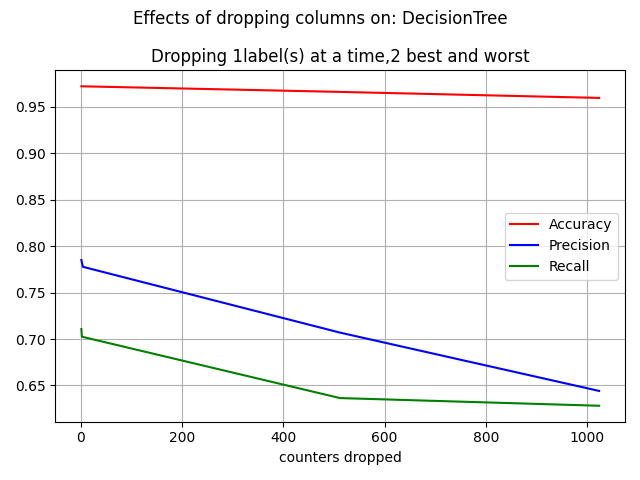 Effects of dropping columns on: DecisionTree
Dropping 1label(s) at a time,2 best and worst
0.95
0.90
0.85
0.80
0.75
0.70
0.65
Accuracy
Precision
Recall
0 200 400 600 800 1000
counters dropped